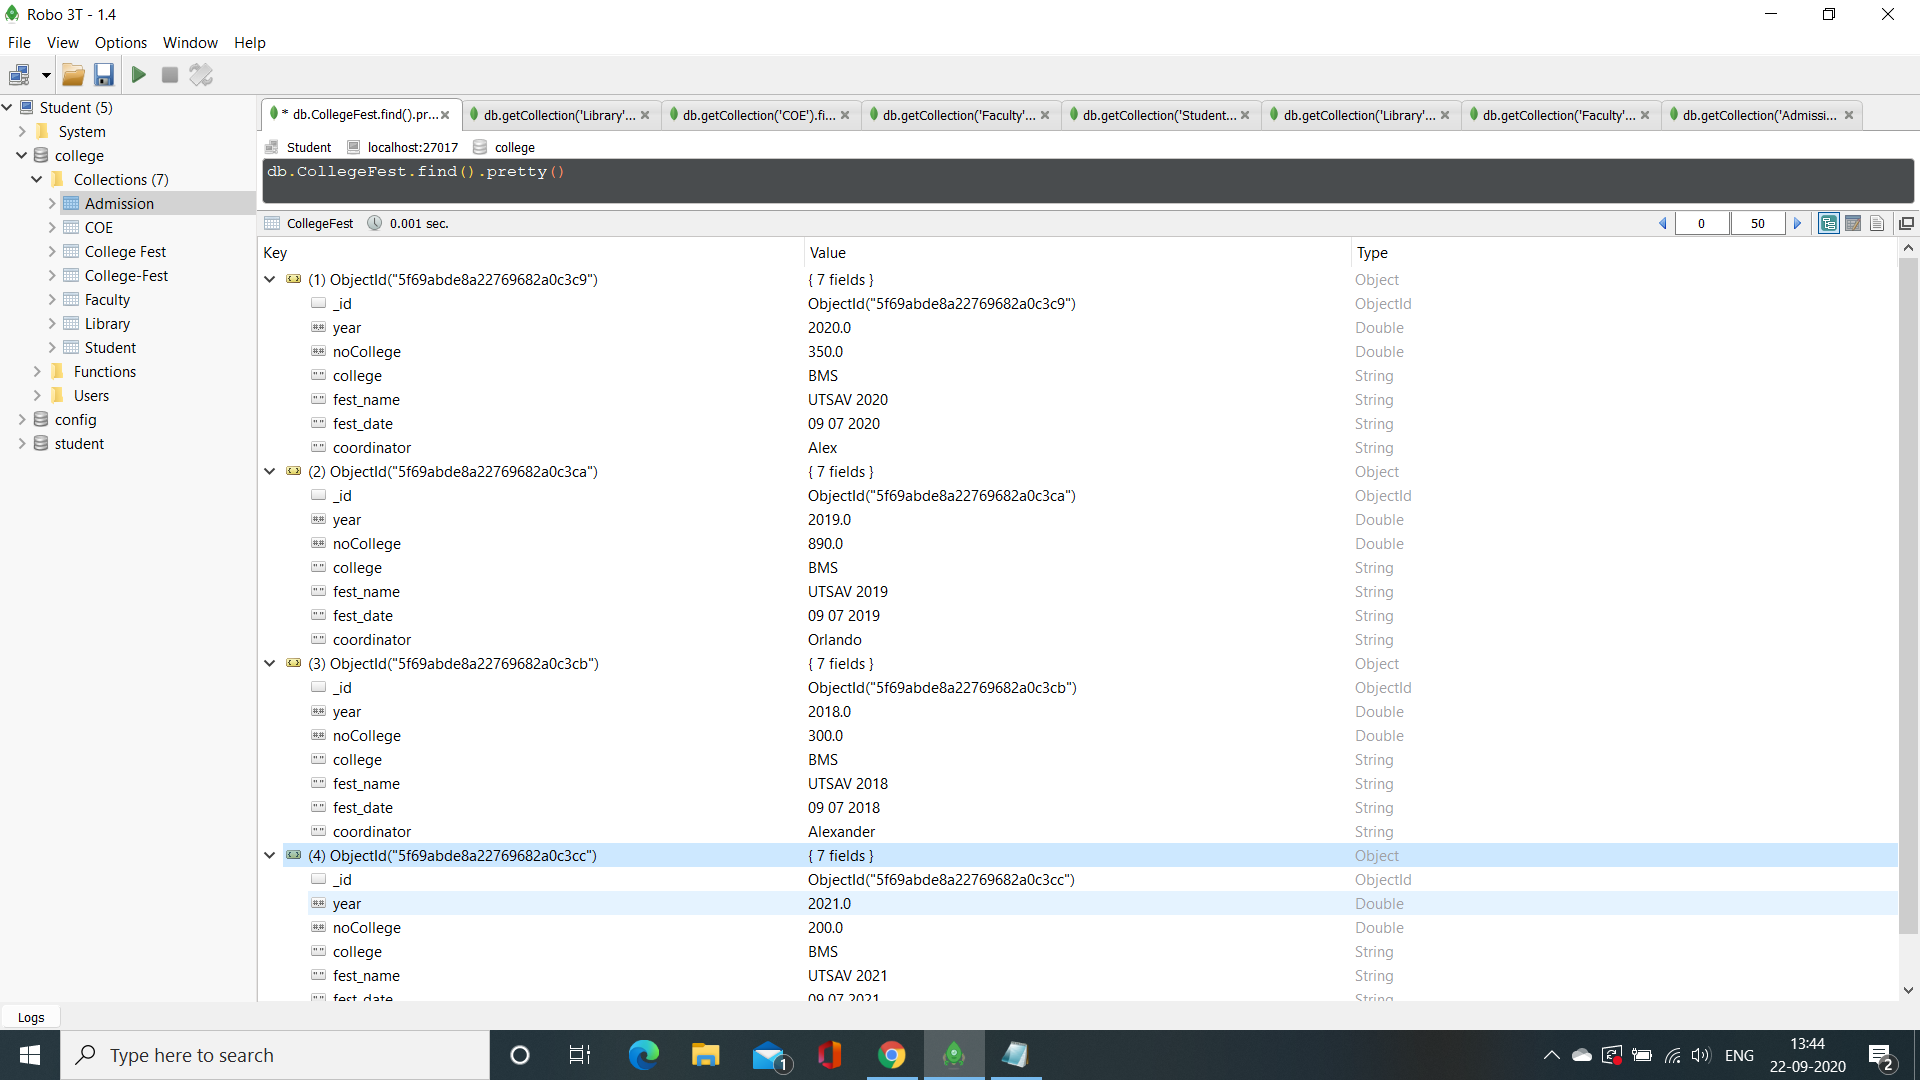 Robo 3T - 1.4
File View Options Window Help
Student (5)
System
college
Collections (7)
Admission
COE
College Fest
College-Fest
Faculty
Library
Student
Functions
Users
config
student
* db.CollegeFest.find().pr... db.getCollection('Library'... db.getCollection('COE').fi... db.getCollection('Faculty'... db.getCollection('Student... db.getCollection('Library'... db.getCollection('Faculty'... db.getCollection('Admissi...
Student localhost:27017 college
db.CollegeFest.find().pretty()
CollegeFest 0.001 sec. 0 50
Key Value Type
(1) ObjectId("5f69abde8a22769682a0c3c9") { 7 fields } Object
_id ObjectId("5f69abde8a22769682a0c3c9") ObjectId
year 2020.0 Double
noCollege 350.0 Double
college BMS String
fest_name UTSAV 2020 String
fest_date 09 07 2020 String
coordinator Alex String
(2) ObjectId("5f69abde8a22769682a0c3ca") { 7 fields } Object
_id ObjectId("5f69abde8a22769682a0c3ca") ObjectId
year 2019.0 Double
noCollege 890.0 Double
college BMS String
fest_name UTSAV 2019 String
fest_date 09 07 2019 String
coordinator Orlando String
(3) ObjectId("5f69abde8a22769682a0c3cb") { 7 fields } Object
_id ObjectId("5f69abde8a22769682a0c3cb") ObjectId
year 2018.0 Double
noCollege 300.0 Double
college BMS String
fest_name UTSAV 2018 String
fest_date 09 07 2018 String
coordinator Alexander String
(4) ObjectId("5f69abde8a22769682a0c3cc") { 7 fields } Object
_id ObjectId("5f69abde8a22769682a0c3cc") ObjectId
year 2021.0 Double
noCollege 200.0 Double
college BMS String
fest_name UTSAV 2021 String
fest_date 09 07 2021 String
Logs
Type here to search
1
ENG
13:44
22-09-2020
2